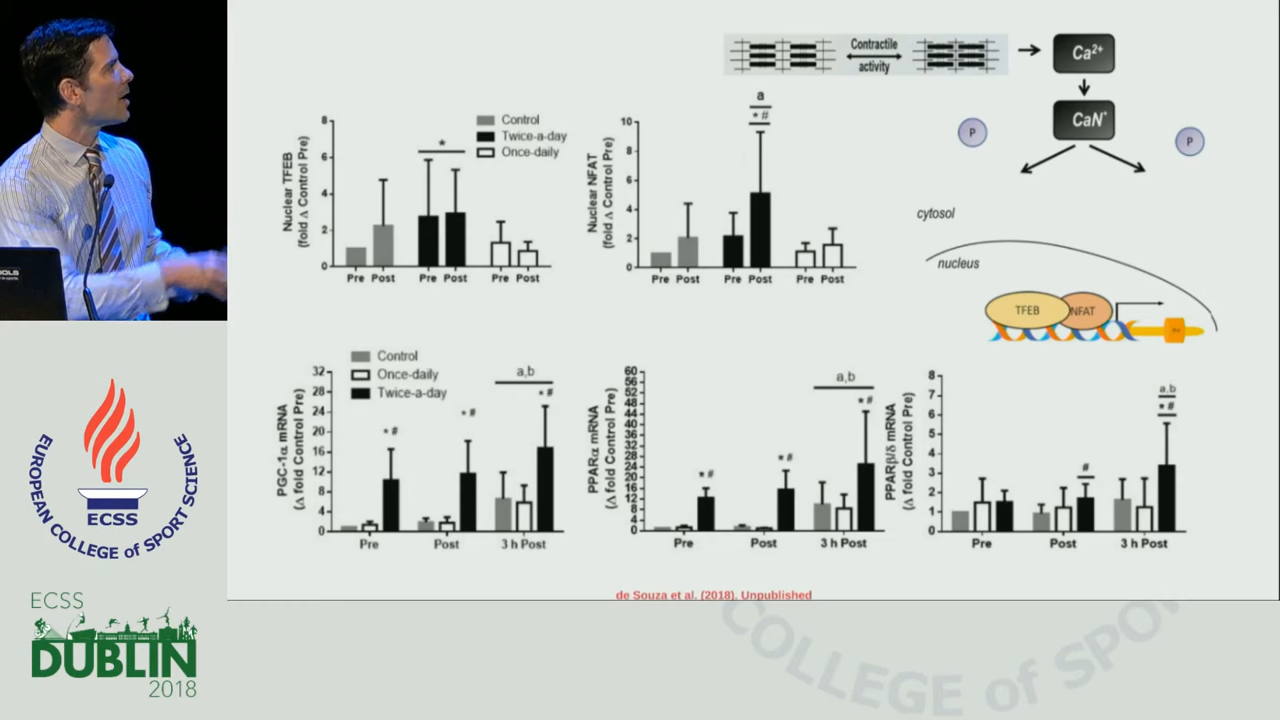 Contractile
activity
Ca²⁺
CaN⁺
P
P
cytosol
nucleus
TFEB
NFAT
Nuclear TFEB
(fold Δ Control Pre)
8
6
4
2
0
*
Control
Twice-a-day
Once-daily
Pre Post
Pre Post
Pre Post
Nuclear NFAT
(fold Δ Control Pre)
10
8
6
4
2
0
a
* #
Pre Post
Pre Post
Pre Post
PGC-1α mRNA
(Δ fold Control Pre)
32
28
24
20
16
12
8
4
0
Control
Once-daily
Twice-a-day
* #
* #
a,b
* #
Pre Post 3 h Post
PPARα mRNA
(Δ fold Control Pre)
60
56
52
48
44
40
36
32
28
24
20
16
12
8
4
0
* #
* #
a,b
* #
Pre Post 3 h Post
PPARβ/δ mRNA
(Δ fold Control Pre)
8
7
6
5
4
3
2
1
0
#
a,b
* #
Pre Post 3 h Post
de Souza et al. (2018). Unpublished
EUROPEAN COLLEGE of SPORT SCIENCE
ECSS
ECSS
DUBLIN
2018
COLLEGE of SPO